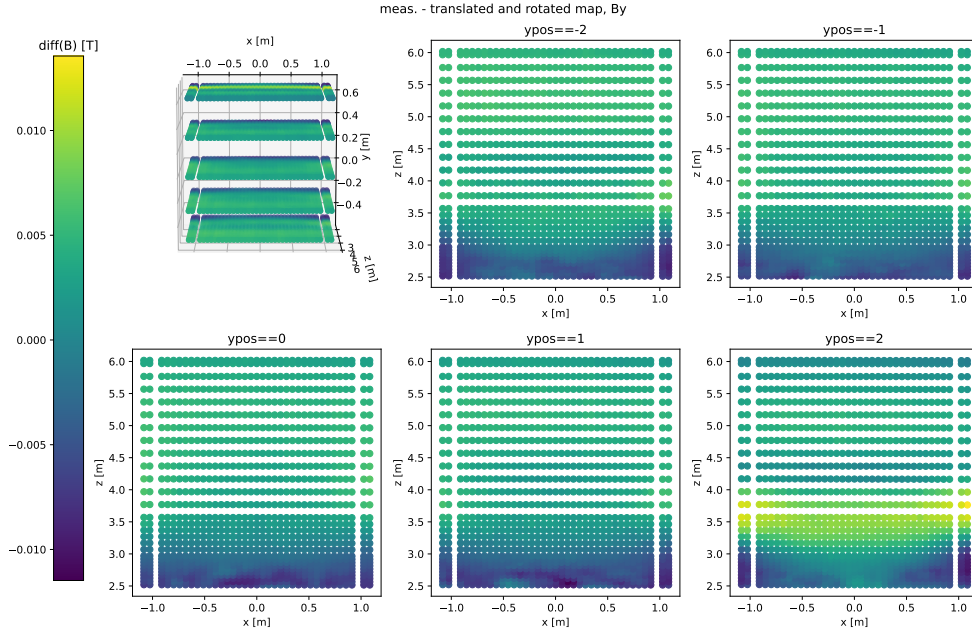 meas. - translated and rotated map, By
diff(B) [T]
0.010
0.005
0.000
−0.005
−0.010
x [m]
−1.0 −0.5 0.0 0.5 1.0
0.6
0.4
0.2
0.0
−0.2
−0.4
y [m]
3
4
5
6
z [m]
ypos==-2
6.0
5.5
5.0
4.5
4.0
3.5
3.0
2.5
z [m]
−1.0 −0.5 0.0 0.5 1.0
x [m]
ypos==-1
6.0
5.5
5.0
4.5
4.0
3.5
3.0
2.5
z [m]
−1.0 −0.5 0.0 0.5 1.0
x [m]
ypos==0
6.0
5.5
5.0
4.5
4.0
3.5
3.0
2.5
z [m]
−1.0 −0.5 0.0 0.5 1.0
x [m]
ypos==1
6.0
5.5
5.0
4.5
4.0
3.5
3.0
2.5
z [m]
−1.0 −0.5 0.0 0.5 1.0
x [m]
ypos==2
6.0
5.5
5.0
4.5
4.0
3.5
3.0
2.5
z [m]
−1.0 −0.5 0.0 0.5 1.0
x [m]